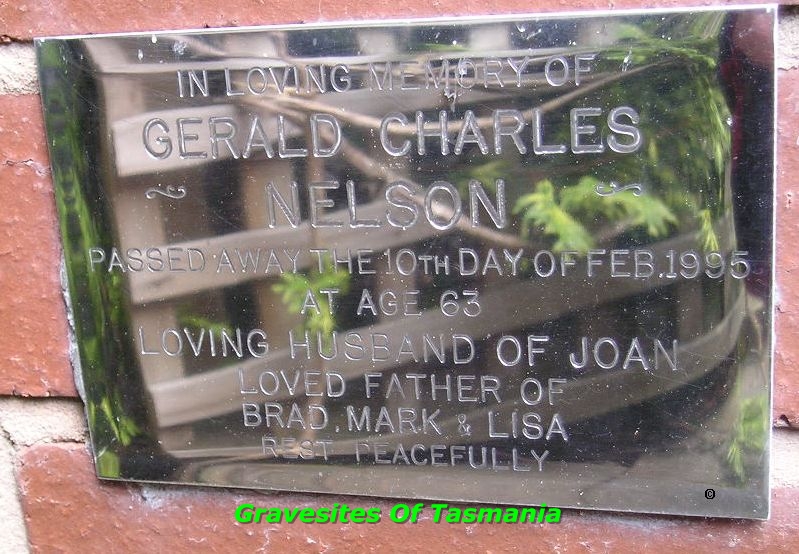 IN LOVING MEMORY OF
GERALD CHARLES
~ NELSON ~
PASSED AWAY THE 10TH DAY OF FEB. 1995
AT AGE 63
LOVING HUSBAND OF JOAN
LOVED FATHER OF
BRAD, MARK & LISA
REST PEACEFULLY
©
Gravesites Of Tasmania